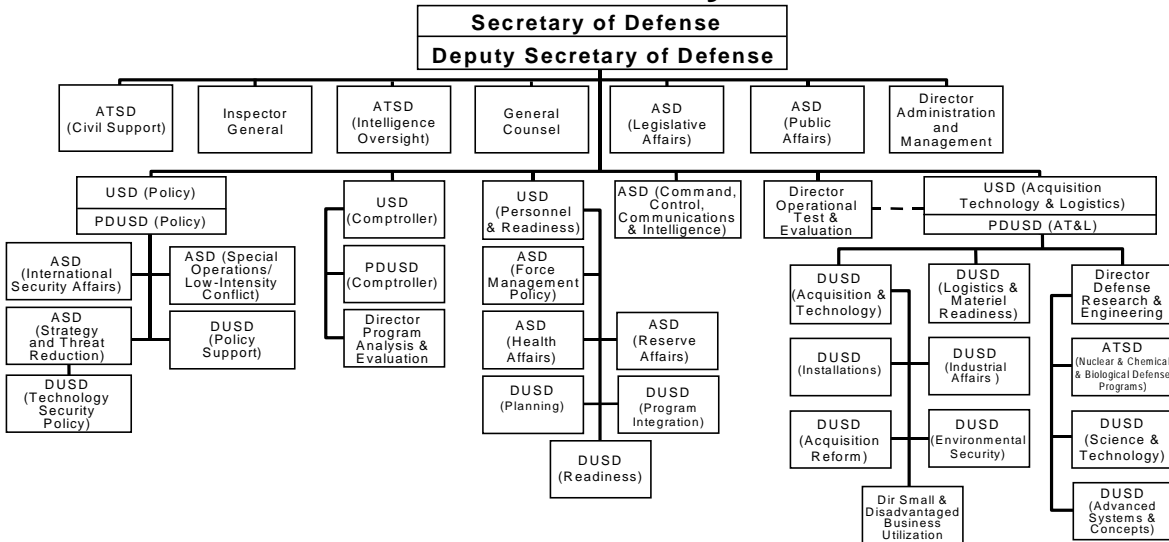 Secretary of Defense
Deputy Secretary of Defense
ATSD
(Civil Support)
Inspector
General
ATSD
(Intelligence
Oversight)
General
Counsel
ASD
(Legislative
Affairs)
ASD
(Public
Affairs)
Director
Administration
and
Management
USD (Policy)
PDUSD (Policy)
USD
(Comptroller)
USD
(Personnel
& Readiness)
ASD (Command,
Control,
Communications
& Intelligence)
Director
Operational
Test &
Evaluation
USD (Acquisition
Technology & Logistics)
PDUSD (AT&L)
ASD
(International
Security Affairs)
ASD (Special
Operations/
Low-Intensity
Conflict)
PDUSD
(Comptroller)
ASD
(Force
Management
Policy)
DUSD
(Acquisition &
Technology)
DUSD
(Logistics &
Materiel
Readiness)
Director
Defense
Research &
Engineering
ASD
(Strategy
and Threat
Reduction)
DUSD
(Policy
Support)
Director
Program
Analysis &
Evaluation
ASD
(Health
Affairs)
ASD
(Reserve
Affairs)
DUSD
(Installations)
DUSD
(Industrial
Affairs )
ATSD
(Nuclear & Chemical
& Biological Defense
Programs)
DUSD
(Technology
Security
Policy)
DUSD
(Planning)
DUSD
(Program
Integration)
DUSD
(Acquisition
Reform)
DUSD
(Environmental
Security)
DUSD
(Science &
Technology)
DUSD
(Readiness)
Dir Small &
Disadvantaged
Business
Utilization
DUSD
(Advanced
Systems &
Concepts)